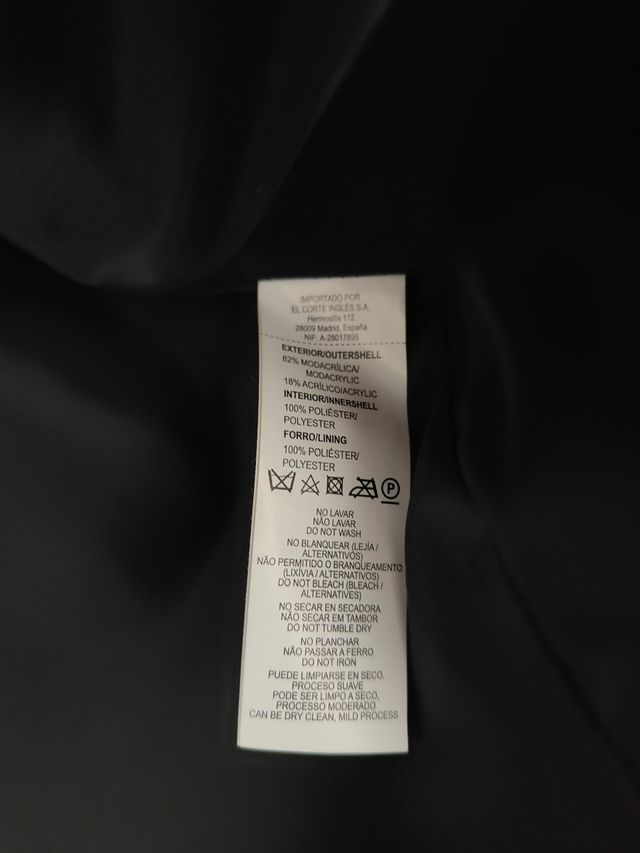 IMPORTADO POR
EL CORTE INGLÉS S.A.
Hermosilla 112
28009 Madrid, España
NIF. A-28017895
EXTERIOR/OUTERSHELL
82% MODACRÍLICA/
MODACRYLIC
18% ACRÍLICO/ACRYLIC
INTERIOR/INNERSHELL
100% POLIÉSTER/
POLYESTER
FORRO/LINING
100% POLIÉSTER/
POLYESTER
P
NO LAVAR
NÃO LAVAR
DO NOT WASH
NO BLANQUEAR (LEJÍA /
ALTERNATIVOS)
NÃO PERMITIDO O BRANQUEAMENTO
(LIXÍVIA / ALTERNATIVOS)
DO NOT BLEACH (BLEACH /
ALTERNATIVES)
NO SECAR EN SECADORA
NÃO SECAR EM TAMBOR
DO NOT TUMBLE DRY
NO PLANCHAR
NÃO PASSAR A FERRO
DO NOT IRON
PUEDE LIMPIARSE EN SECO.
PROCESO SUAVE
PODE SER LIMPO A SECO,
PROCESSO MODERADO
CAN BE DRY CLEAN, MILD PROCESS